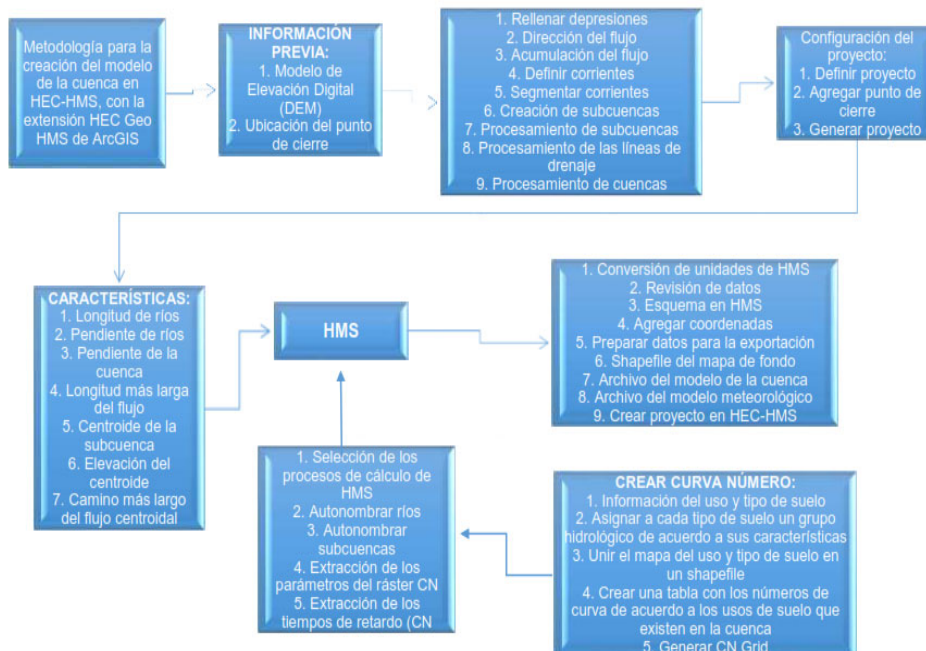 Metodología para la
creación del modelo
de la cuenca en
HEC-HMS, con la
extensión HEC Geo
HMS de ArcGIS
INFORMACIÓN
PREVIA:
1. Modelo de
Elevación Digital
(DEM)
2. Ubicación del punto
de cierre
1. Rellenar depresiones
2. Dirección del flujo
3. Acumulación del flujo
4. Definir corrientes
5. Segmentar corrientes
6. Creación de subcuencas
7. Procesamiento de subcuencas
8. Procesamiento de las líneas de
drenaje
9. Procesamiento de cuencas
Configuración del
proyecto:
1. Definir proyecto
2. Agregar punto de
cierre
3. Generar proyecto
CARACTERÍSTICAS:
1. Longitud de ríos
2. Pendiente de ríos
3. Pendiente de la
cuenca
4. Longitud más larga
del flujo
5. Centroide de la
subcuenca
6. Elevación del
centroide
7. Camino más largo
del flujo centroidal
HMS
1. Conversión de unidades de HMS
2. Revisión de datos
3. Esquema en HMS
4. Agregar coordenadas
5. Preparar datos para la exportación
6. Shapefile del mapa de fondo
7. Archivo del modelo de la cuenca
8. Archivo del modelo meteorológico
9. Crear proyecto en HEC-HMS
1. Selección de los
procesos de cálculo de
HMS
2. Autonombrar ríos
3. Autonombrar
subcuencas
4. Extracción de los
parámetros del ráster CN
5. Extracción de los
tiempos de retardo (CN
CREAR CURVA NÚMERO:
1. Información del uso y tipo de suelo
2. Asignar a cada tipo de suelo un grupo
hidrológico de acuerdo a sus características
3. Unir el mapa del uso y tipo de suelo en
un shapefile
4. Crear una tabla con los números de
curva de acuerdo a los usos de suelo que
existen en la cuenca
5. Generar CN Grid